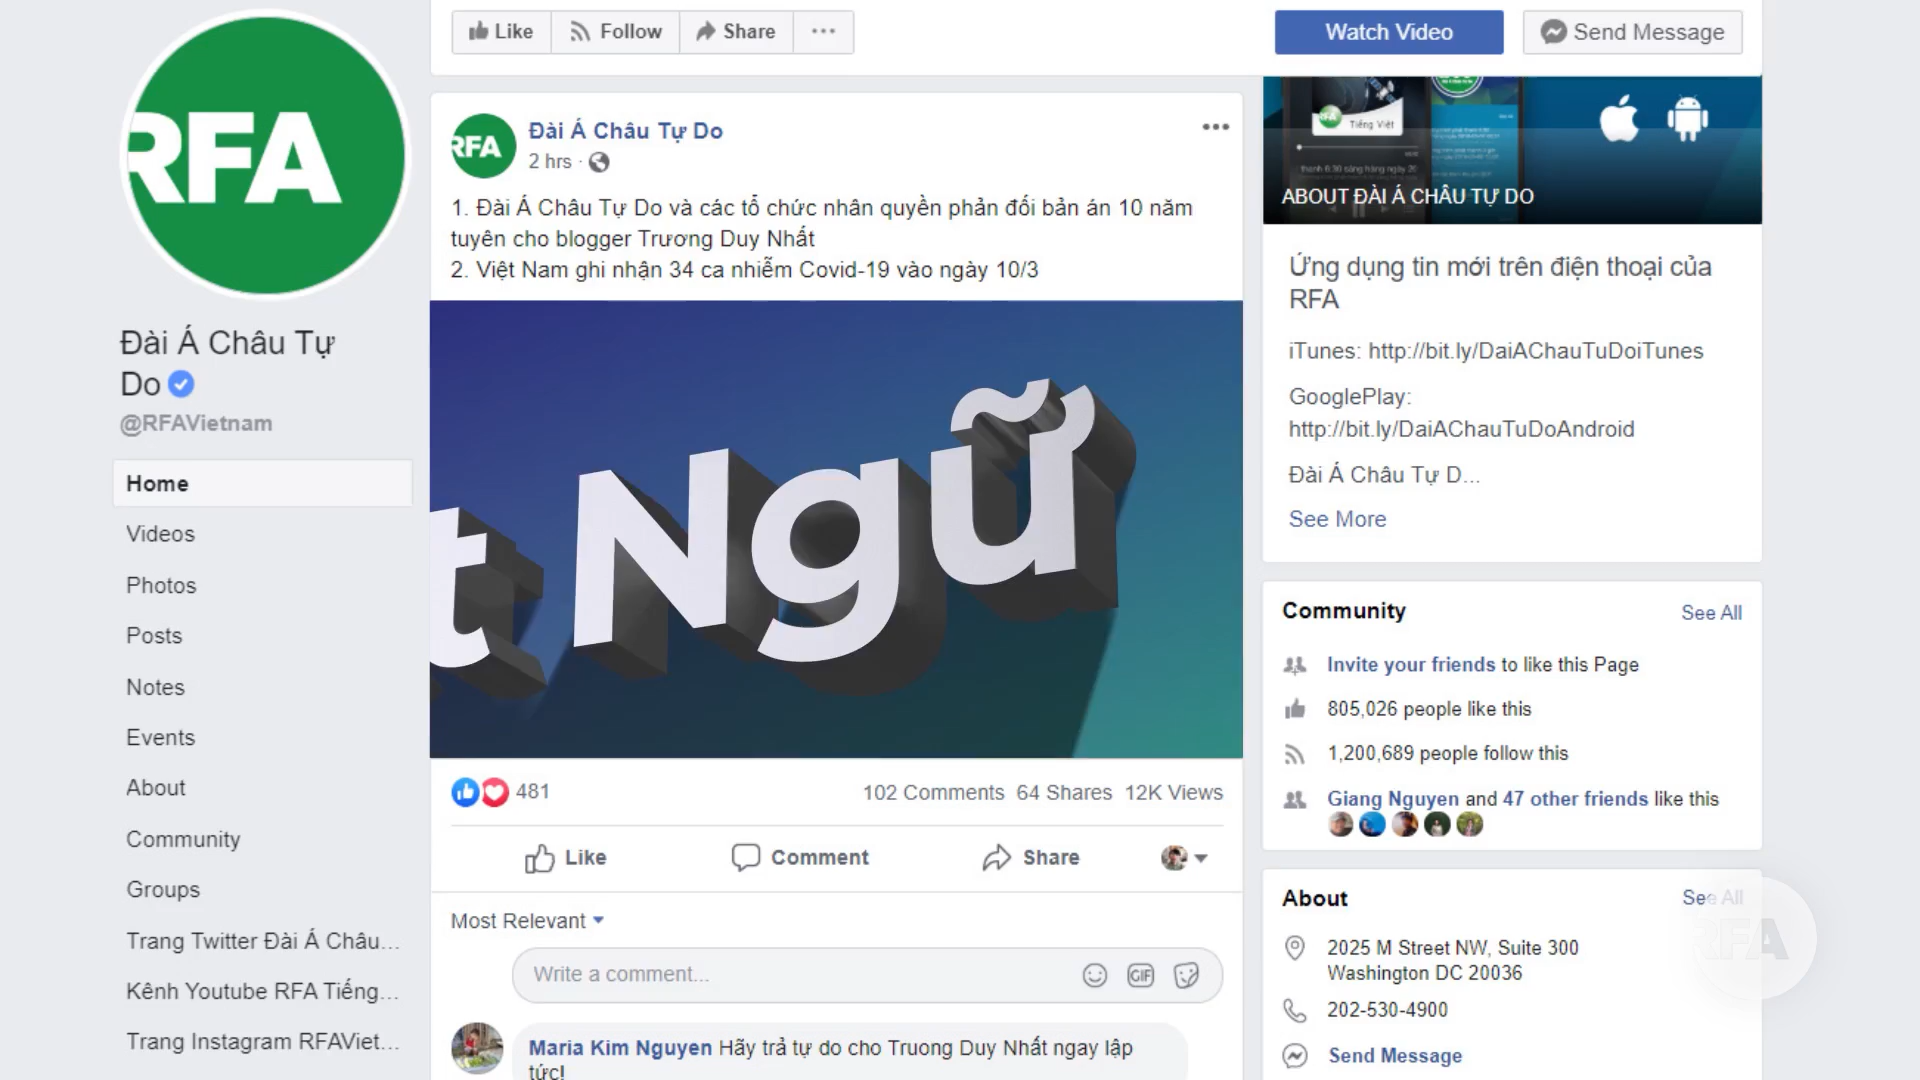 RFA
Đài Á Châu Tự
Do
@RFAVietnam
Home
Videos
Photos
Posts
Notes
Events
About
Community
Groups
Trang Twitter Đài Á Châu...
Kênh Youtube RFA Tiếng...
Trang Instagram RFAViet...
Like Follow Share ...
Watch Video Send Message
RFA
Đài Á Châu Tự Do
2 hrs ·
1. Đài Á Châu Tự Do và các tổ chức nhân quyền phản đối bản án 10 năm
tuyên cho blogger Trương Duy Nhất
2. Việt Nam ghi nhận 34 ca nhiễm Covid-19 vào ngày 10/3
t Ngữ
481 102 Comments 64 Shares 12K Views
Like Comment Share
Most Relevant
Write a comment...
GIF
Maria Kim Nguyen Hãy trả tự do cho Truong Duy Nhất ngay lập
tức!
RFA Tiếng Việt
ABOUT ĐÀI Á CHÂU TỰ DO
Ứng dụng tin mới trên điện thoại của
RFA
iTunes: http://bit.ly/DaiAChauTuDoiTunes
GooglePlay:
http://bit.ly/DaiAChauTuDoAndroid
Đài Á Châu Tự D...
See More
Community See All
Invite your friends to like this Page
805,026 people like this
1,200,689 people follow this
Giang Nguyen and 47 other friends like this
About See All
2025 M Street NW, Suite 300
Washington DC 20036
202-530-4900
Send Message
RFA